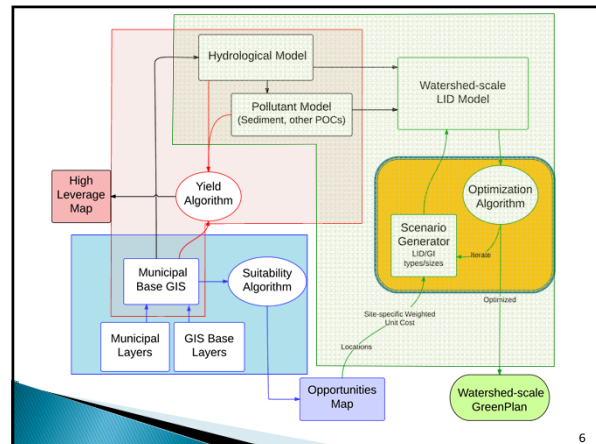 Hydrological Model
Watershed-scale
LID Model
Pollutant Model
(Sediment, other POCs)
High
Leverage
Map
Yield
Algorithm
Optimization
Algorithm
Scenario
Generator
LID/GI
types/sizes
Iterate
Municipal
Base GIS
Suitability
Algorithm
Optimized
Site-specific Weighted
Unit Cost
Municipal
Layers
GIS Base
Layers
Locations
Opportunities
Map
Watershed-scale
GreenPlan
6